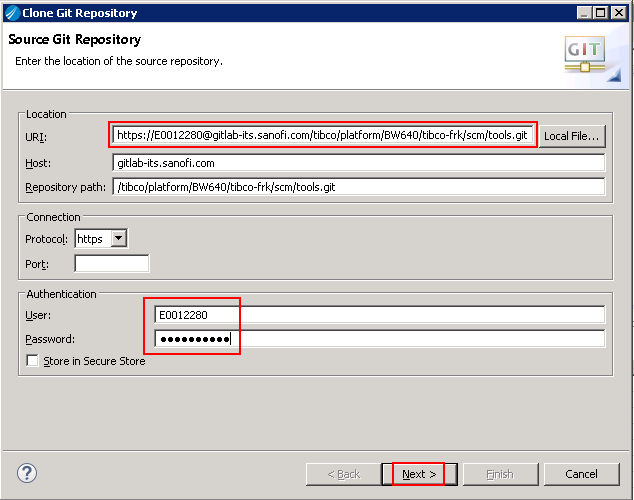 Clone Git Repository
Source Git Repository
Enter the location of the source repository.
GIT
Location
URI: https://E0012280@gitlab-its.sanofi.com/tibco/platform/BW640/tibco-frk/scm/tools.git Local File...
Host: gitlab-its.sanofi.com
Repository path: /tibco/platform/BW640/tibco-frk/scm/tools.git
Connection
Protocol: https
Port:
Authentication
User: E0012280
Password: ●●●●●●●●●●
Store in Secure Store
? < Back Next > Finish Cancel